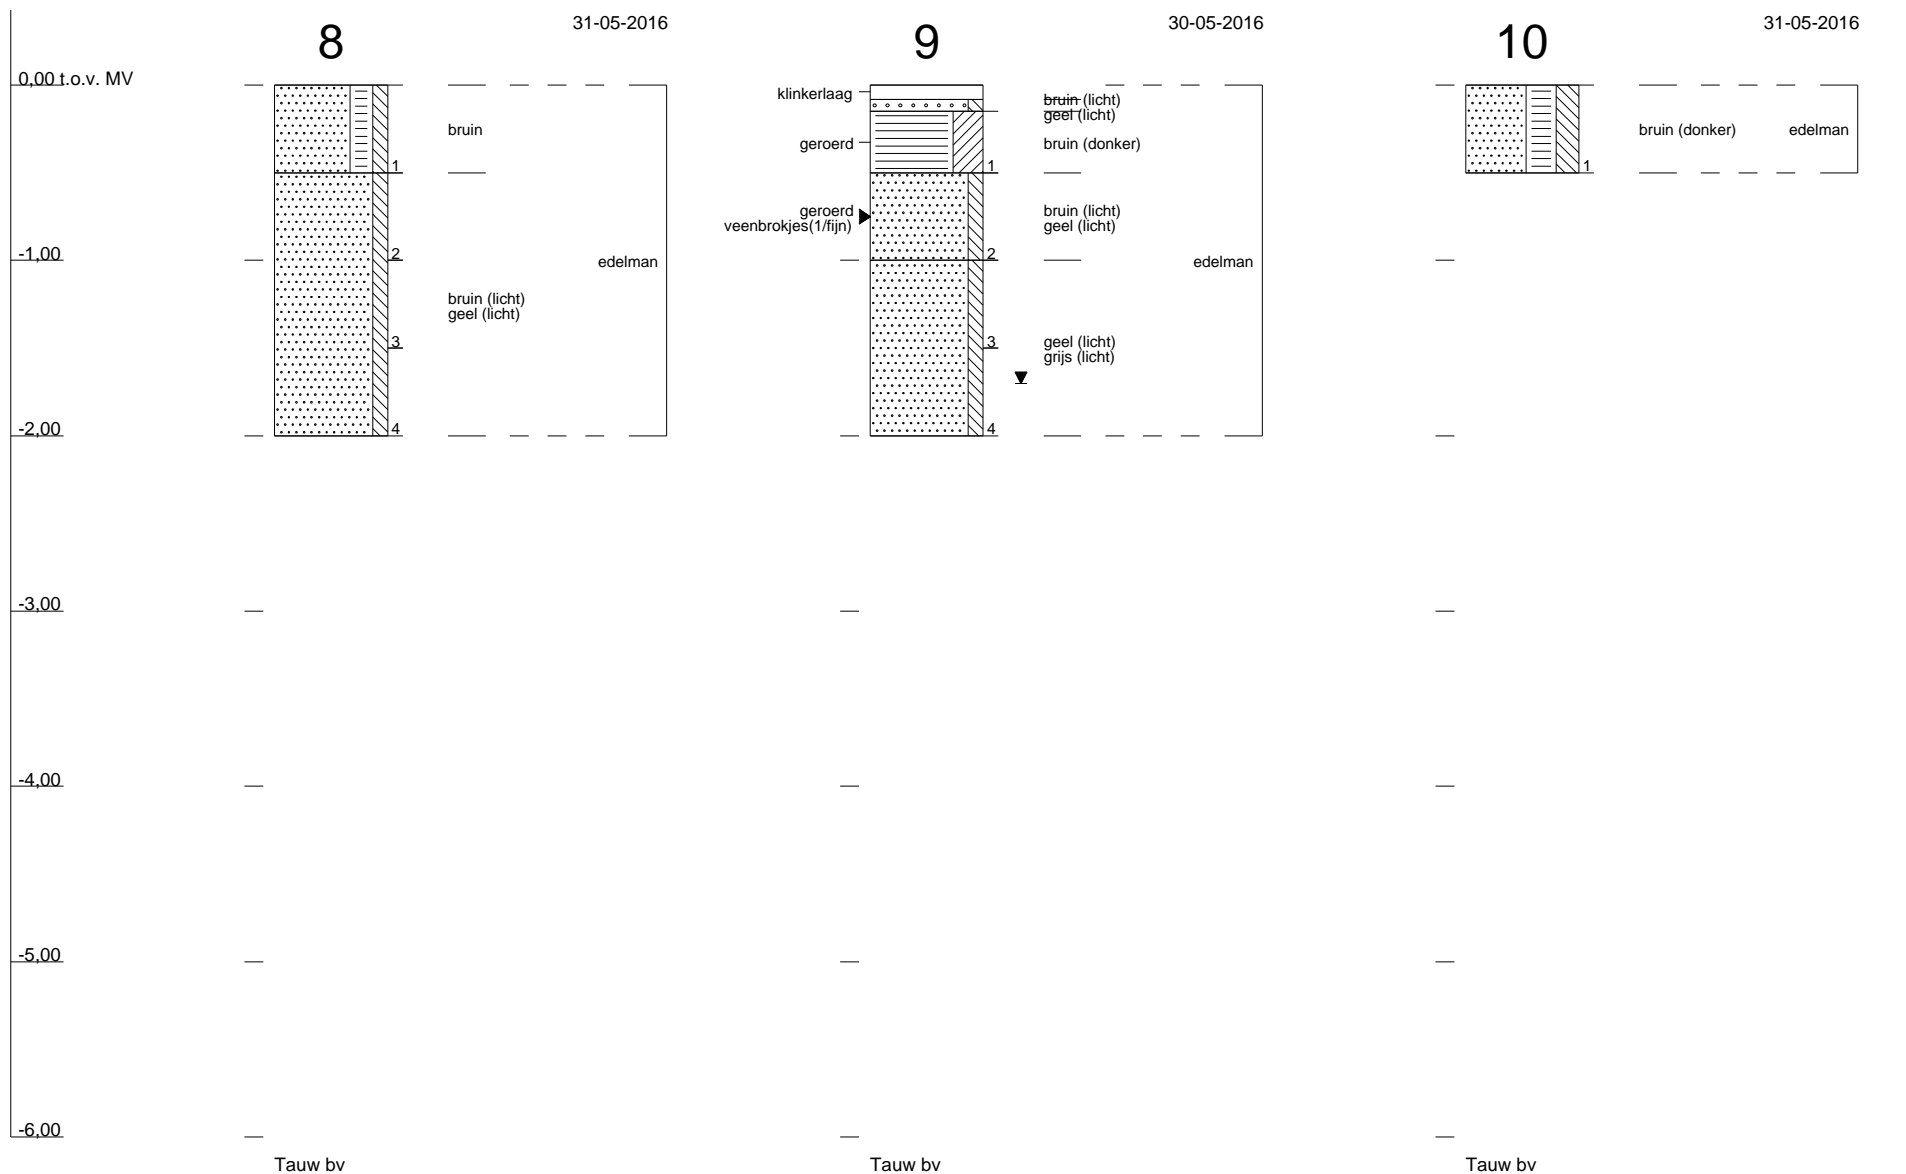 8
31-05-2016
9
30-05-2016
10
31-05-2016
0,00 t.o.v. MV
-1,00
-2,00
-3,00
-4,00
-5,00
-6,00
bruin
1
2
edelman
bruin (licht)
geel (licht)
3
4
Tauw bv
klinkerlaag
bruin (licht)
geel (licht)
geroerd
bruin (donker)
1
geroerd
veenbrokjes(1/fijn)
bruin (licht)
geel (licht)
2
edelman
3
geel (licht)
grijs (licht)
4
Tauw bv
bruin (donker)
edelman
1
Tauw bv